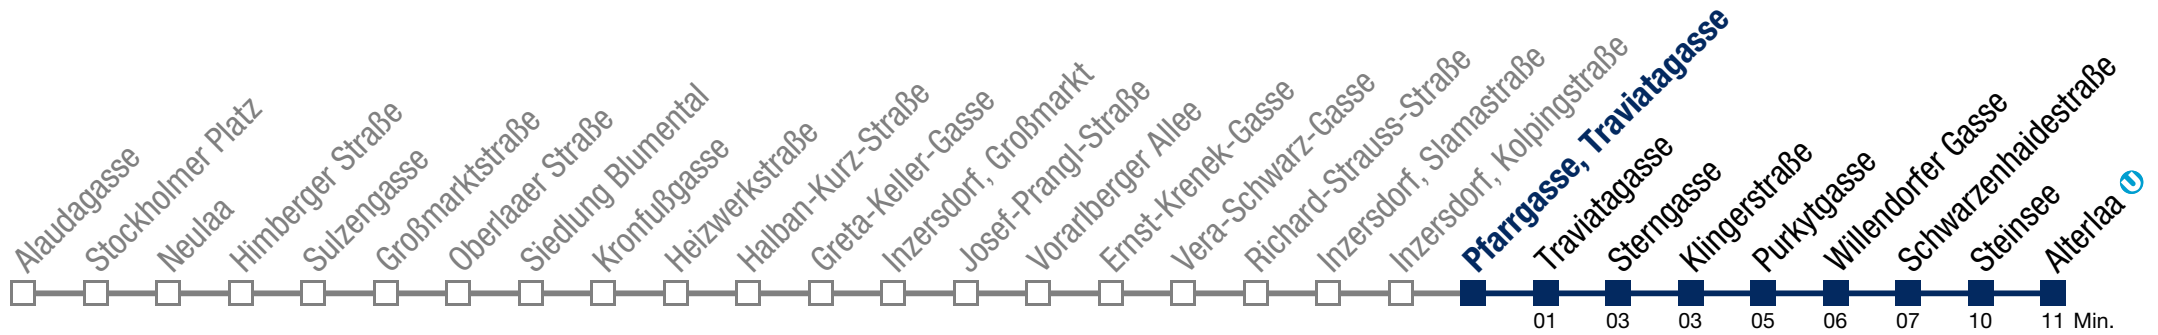 Alaudagasse
Stockholmer Platz
Neulaa
Himberger Straße
Sulzengasse
Großmarktstraße
Oberlaaer Straße
Siedlung Blumental
Kronfußgasse
Heizwerkstraße
Halban-Kurz-Straße
Greta-Keller-Gasse
Inzersdorf, Großmarkt
Josef-Prangl-Straße
Vorarlberger Allee
Ernst-Krenek-Gasse
Vera-Schwarz-Gasse
Richard-Strauss-Straße
Inzersdorf, Slamastraße
Inzersdorf, Kolpingstraße
Pfarrgasse, Traviatagasse
Traviatagasse
Sterngasse
Klingerstraße
Purkytgasse
Willendorfer Gasse
Schwarzenhaidestraße
Steinsee
Alterlaa U
01 03 03 05 06 07 10 11 Min.